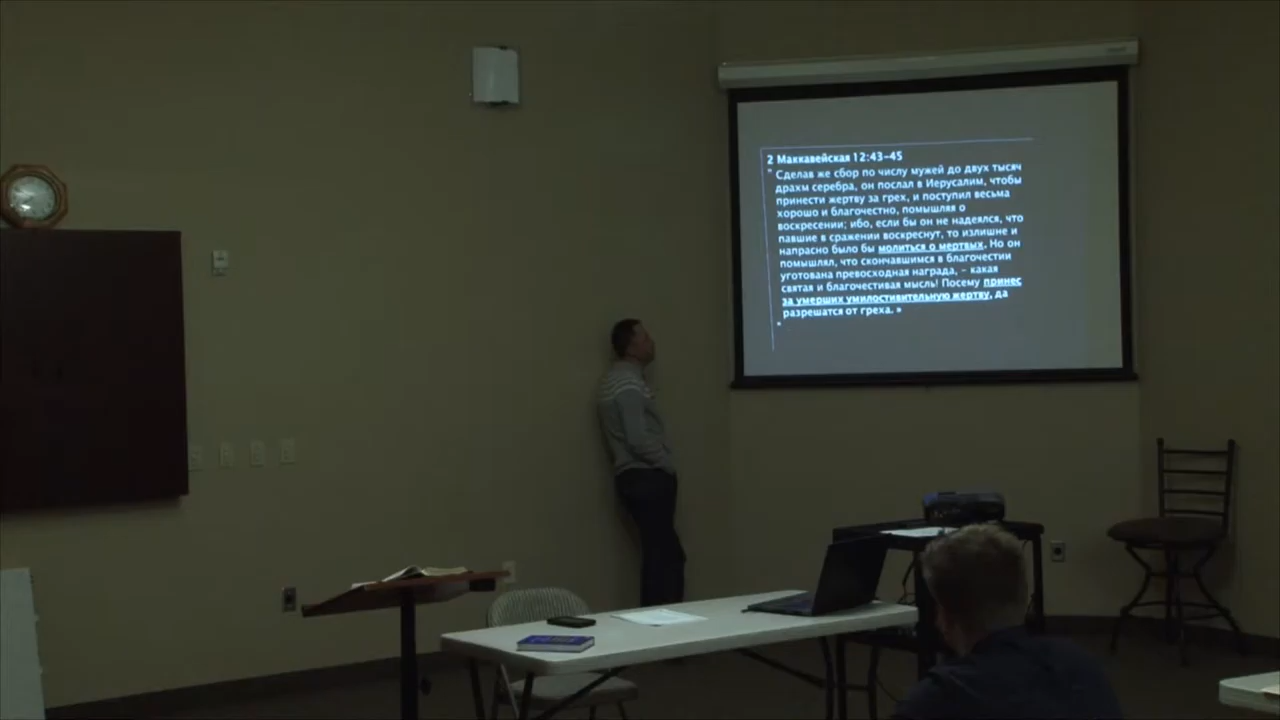 2 Маккавейская 12:43-45
" Сделав же сбор по числу мужей до двух тысяч
драхм серебра, он послал в Иерусалим, чтобы
принести жертву за грех, и поступил весьма
хорошо и благочестно, помышляя о
воскресении; ибо, если бы он не надеялся, что
павшие в сражении воскреснут, то излишне и
напрасно было бы молиться о мертвых. Но он
помышлял, что скончавшимся в благочестии
уготована превосходная награда, – какая
святая и благочестивая мысль! Посему принес
за умерших умилостивительную жертву, да
разрешатся от греха. »
"